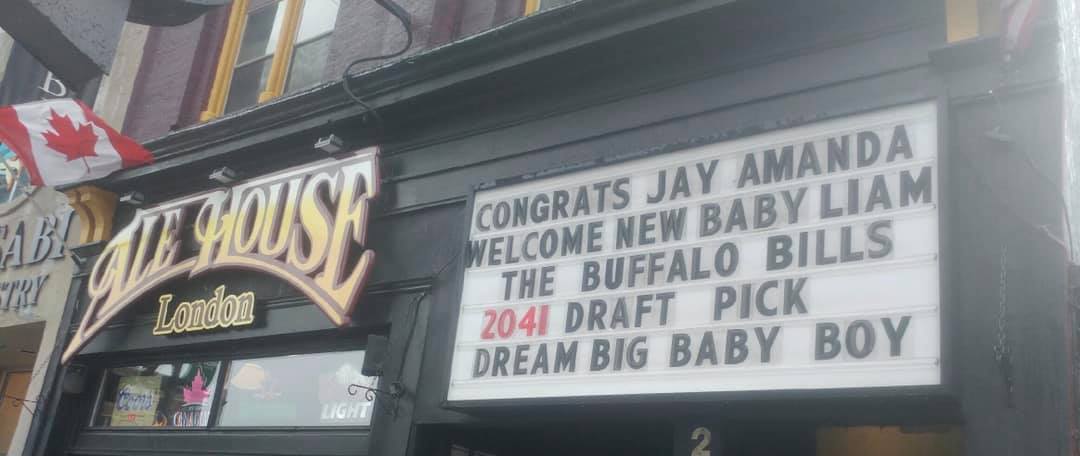 ALE HOUSE
London
CONGRATS JAY AMANDA
WELCOME NEW BABY LIAM
THE BUFFALO BILLS
2041 DRAFT PICK
DREAM BIG BABY BOY
Coors
LIGHT
2